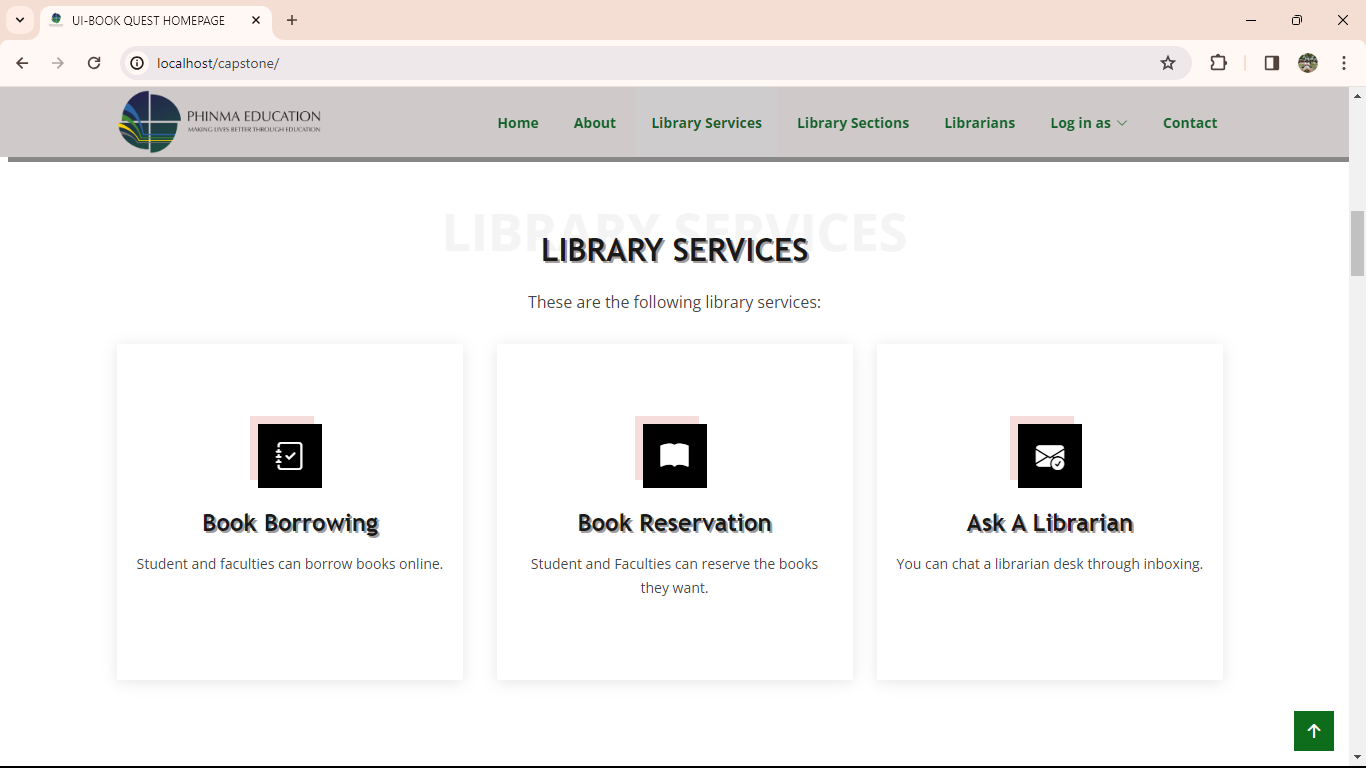 UI-BOOK QUEST HOMEPAGE
localhost/capstone/
PHINMA EDUCATION
MAKING LIVES BETTER THROUGH EDUCATION
Home About Library Services Library Sections Librarians Log in as Contact
LIBRARY SERVICES
LIBRARY SERVICES
These are the following library services:
Book Borrowing
Student and faculties can borrow books online.
Book Reservation
Student and Faculties can reserve the books
they want.
Ask A Librarian
You can chat a librarian desk through inboxing.